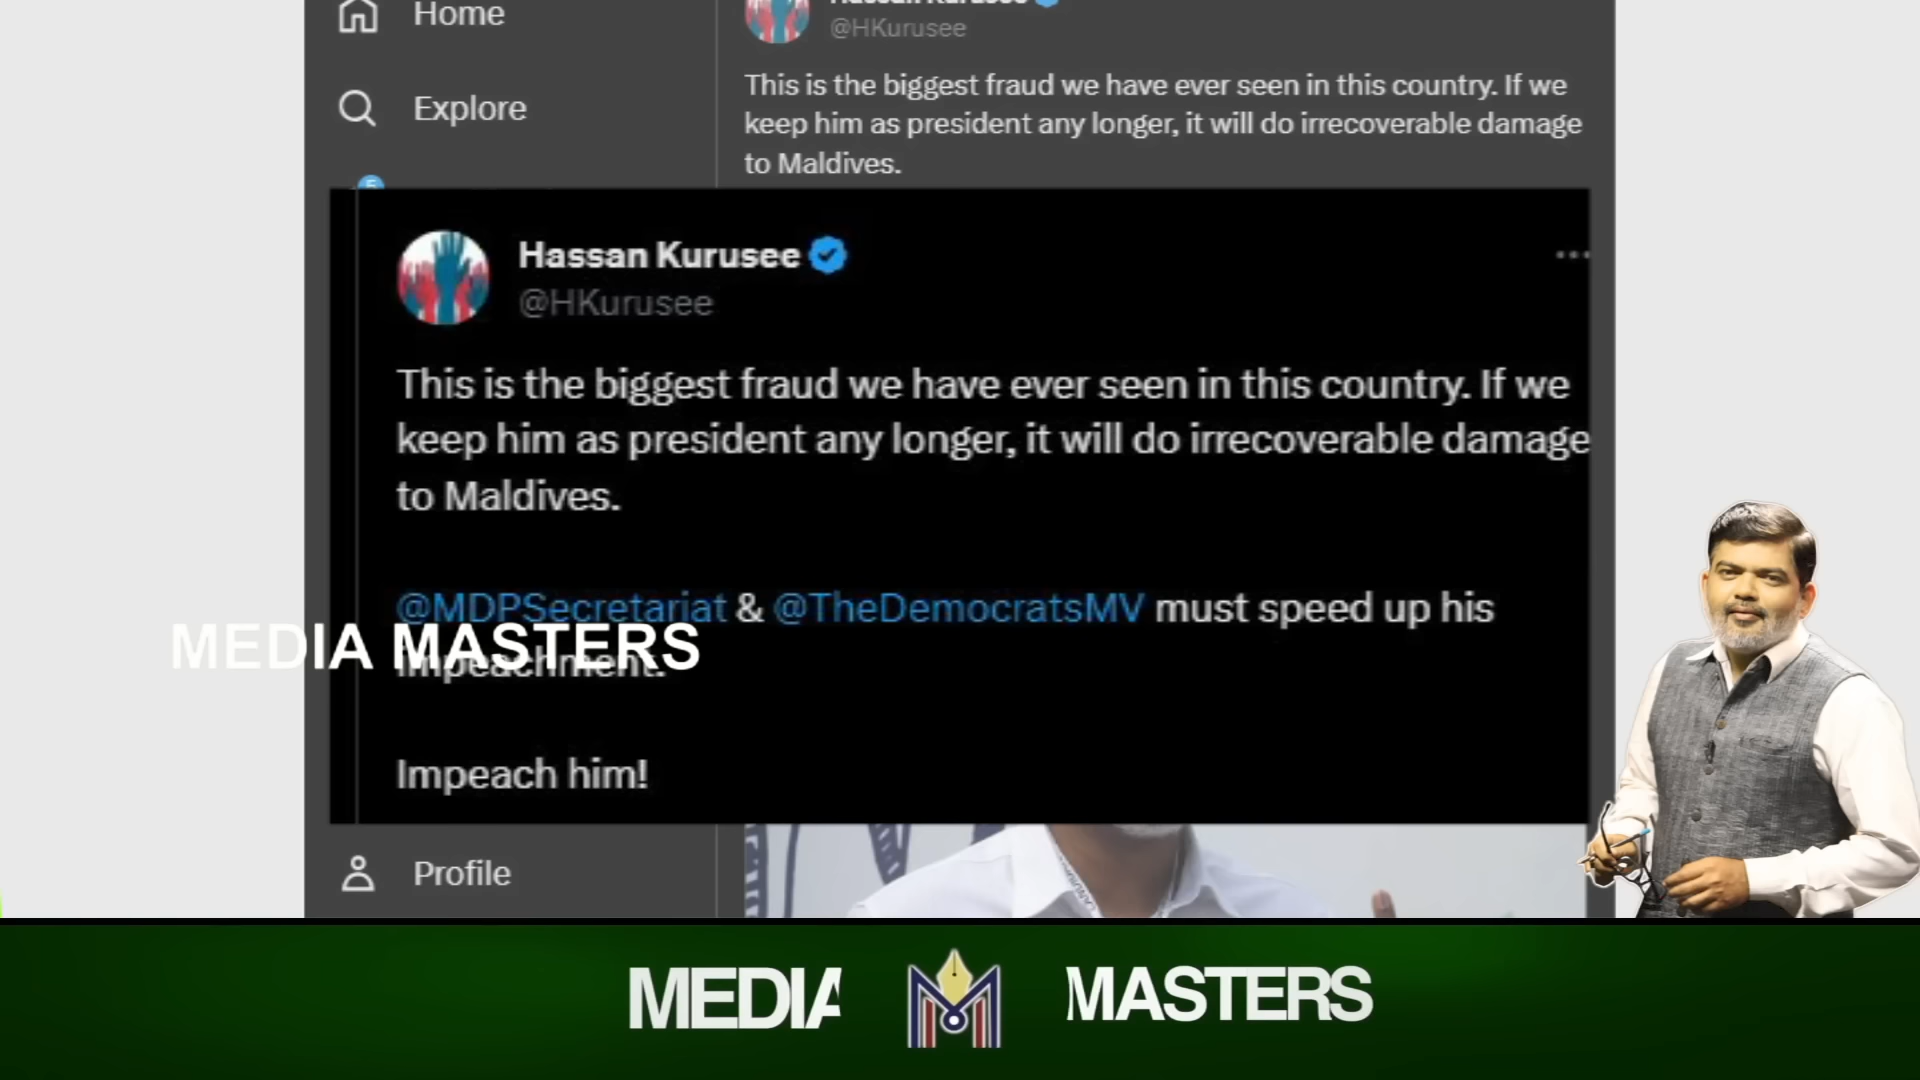 Home
Hassan Kurusee
@HKurusee
Explore
This is the biggest fraud we have ever seen in this country. If we
keep him as president any longer, it will do irrecoverable damage
to Maldives.
5
Hassan Kurusee
@HKurusee
This is the biggest fraud we have ever seen in this country. If we
keep him as president any longer, it will do irrecoverable damage
to Maldives.
@MDPSecretariat & @TheDemocratsMV must speed up his
impeachment.
MEDIA MASTERS
Impeach him!
Profile
MEDIA MASTERS